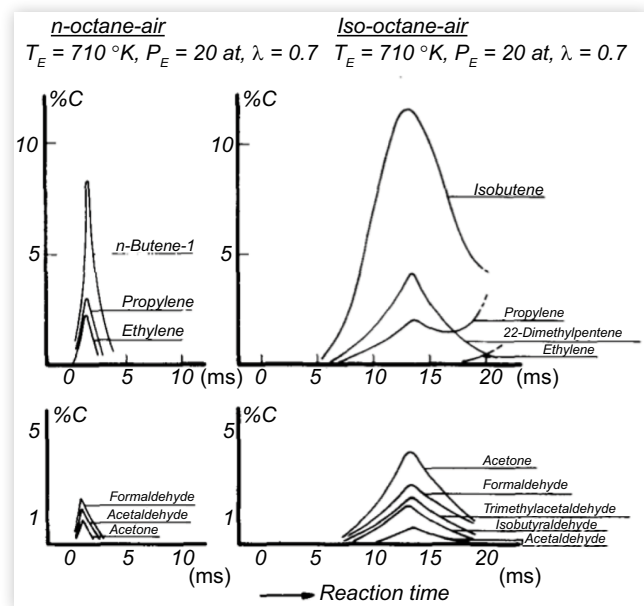 n-octane-air
T_E = 710 °K, P_E = 20 at, λ = 0.7
Iso-octane-air
T_E = 710 °K, P_E = 20 at, λ = 0.7
%C
10
5
n-Butene-1
Propylene
Ethylene
0 5 10 (ms)
Isobutene
Propylene
22-Dimethylpentene
Ethylene
0 5 10 15 20 (ms)
%C
5
1
Formaldehyde
Acetaldehyde
Acetone
0 5 10
(ms)
%C
5
1
Acetone
Formaldehyde
Trimethylacetaldehyde
Isobutyraldehyde
Acetaldehyde
0 5 10 15 20
(ms)
Reaction time